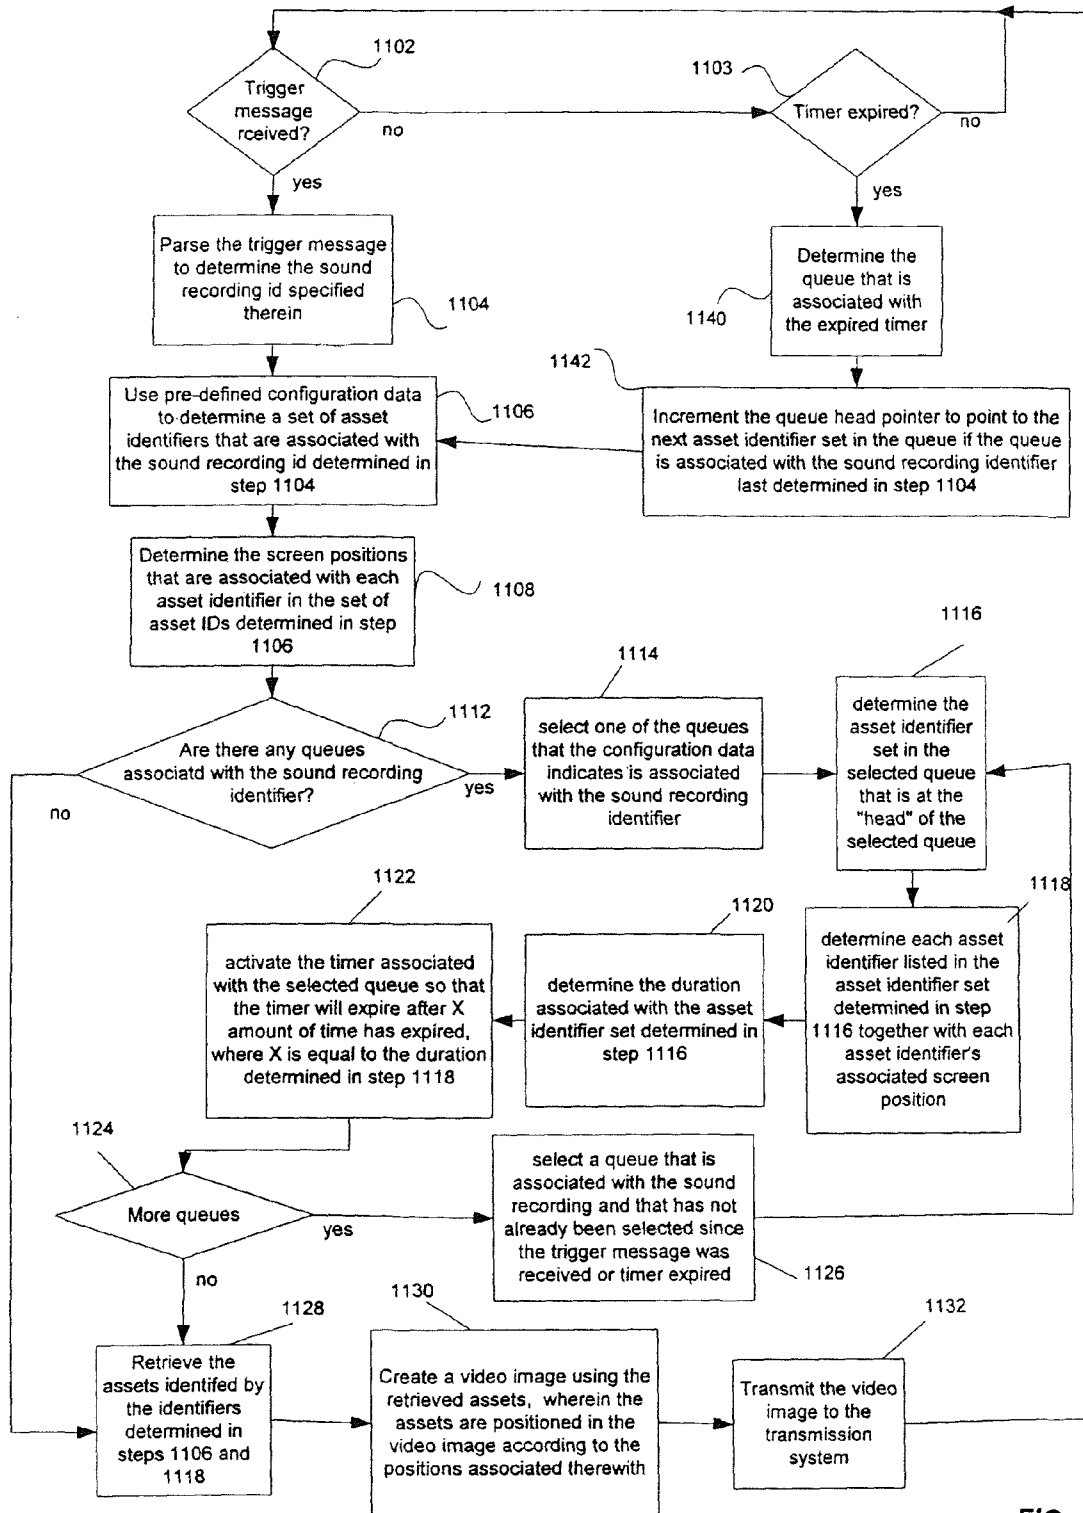 1102
Trigger
message
rceived?
no
yes
1103
Timer expired?
no
yes
Parse the trigger message
to determine the sound
recording id specified
therein
1104
Determine the
queue that is
associated with
the expired timer
1140
1142
Use pre-defined configuration data
to determine a set of asset
identifiers that are associated with
the sound recording id determined in
step 1104
1106
Increment the queue head pointer to point to the
next asset identifier set in the queue if the queue
is associated with the sound recording identifier
last determined in step 1104
Determine the screen positions
that are associated with each
asset identifier in the set of
asset IDs determined in step
1106
1108
1112
Are there any queues
associatd with the sound recording
identifier?
yes
no
1114
select one of the queues
that the configuration data
indicates is associated
with the sound recording
identifier
1116
determine the
asset identifier
set in the
selected queue
that is at the
"head" of the
selected queue
1118
determine each asset
identifier listed in the
asset identifier set
determined in step
1116 together with each
asset identifier's
associated screen
position
1120
determine the duration
associated with the asset
identifier set determined in
step 1116
1122
activate the timer associated
with the selected queue so that
the timer will expire after X
amount of time has expired,
where X is equal to the duration
determined in step 1118
1124
More queues
yes
no
select a queue that is
associated with the sound
recording and that has not
already been selected since
the trigger message was
received or timer expired
1126
1128
Retrieve the
assets identifed by
the identifiers
determined in
steps 1106 and
1118
1130
Create a video image using the
retrieved assets, wherein the
assets are positioned in the
video image according to the
positions associated therewith
1132
Transmit the video
image to the
transmission
system